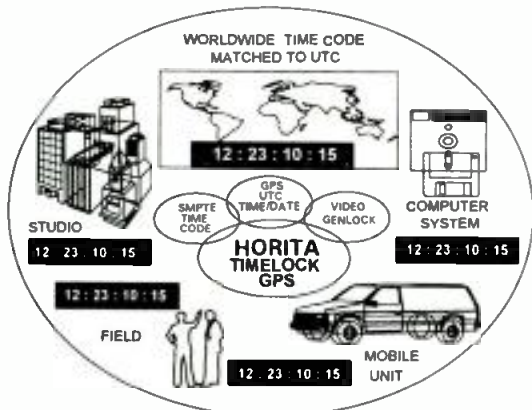 WORLDWIDE TIME CODE
MATCHED TO UTC
12 : 23 : 10 : 15
GPS
UTC
TIME/DATE
SMPTE
TIME
CODE
VIDEO
GENLOCK
STUDIO
12 23 10 15
COMPUTER
SYSTEM
12 : 23 : 10 : 15
HORITA
TIMELOCK
GPS
12 : 23 : 10 : 15
FIELD
MOBILE
UNIT
12 . 23 : 10 : 15